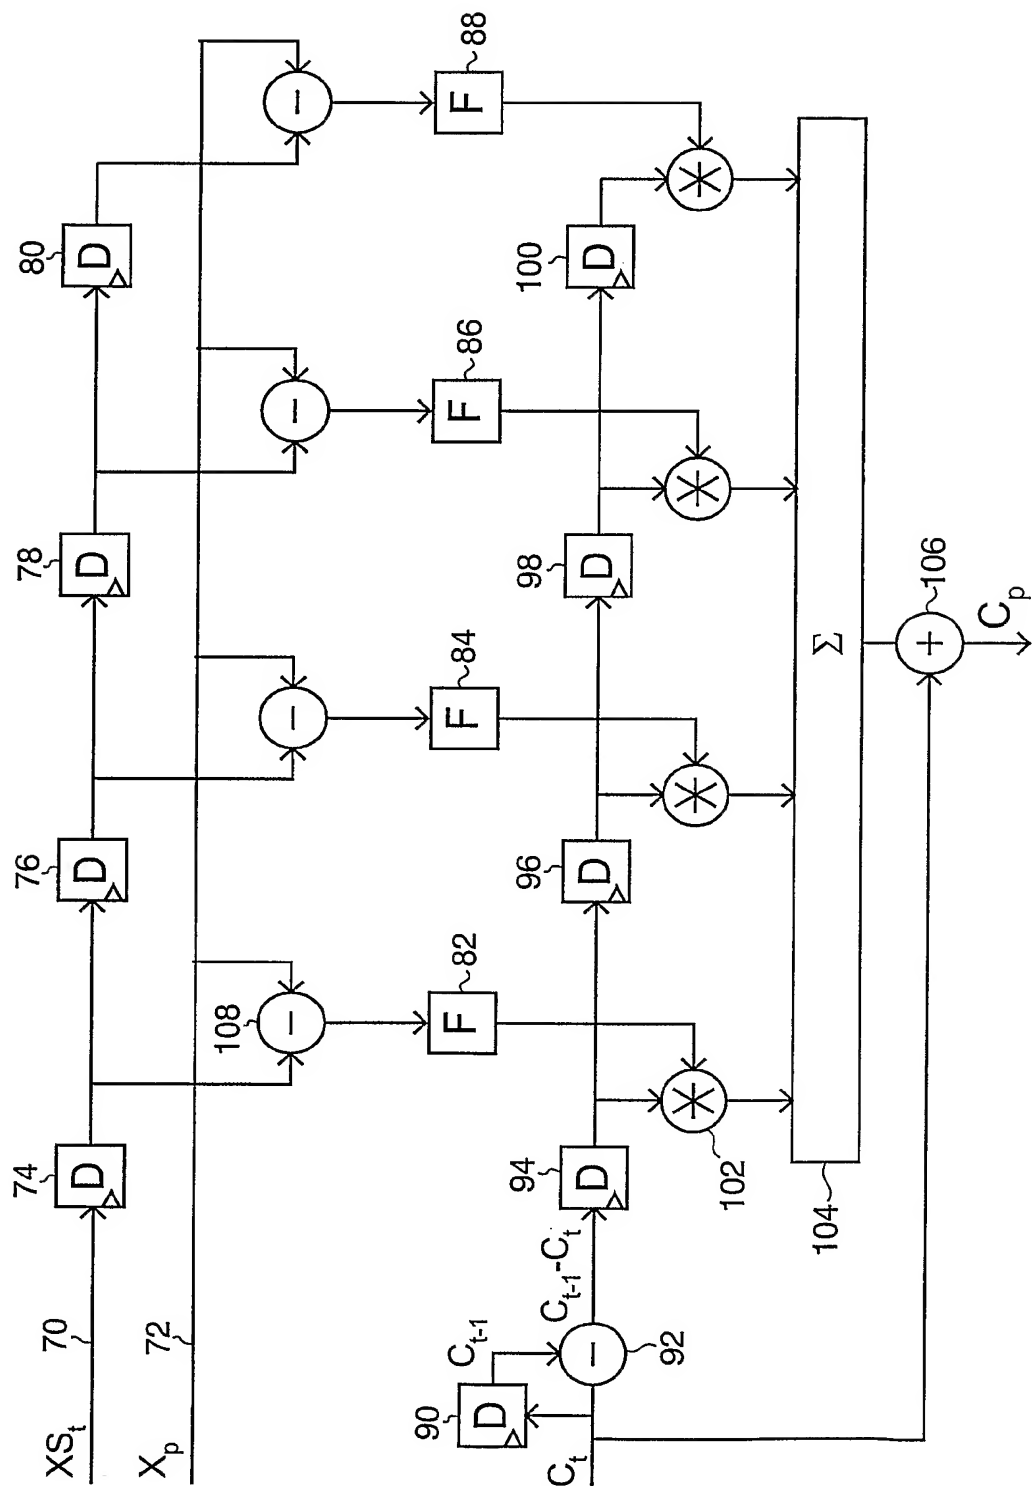 XS_t 70 74 D 76 D 78 D 80 D
X_p 72
108 − − − −
82 F 84 F 86 F 88 F
90 D C_{t-1}
C_t − 92 C_{t-1}-C_t 94 D 96 D 98 D 100 D
102 * * * *
104 Σ
+ 106
C_p